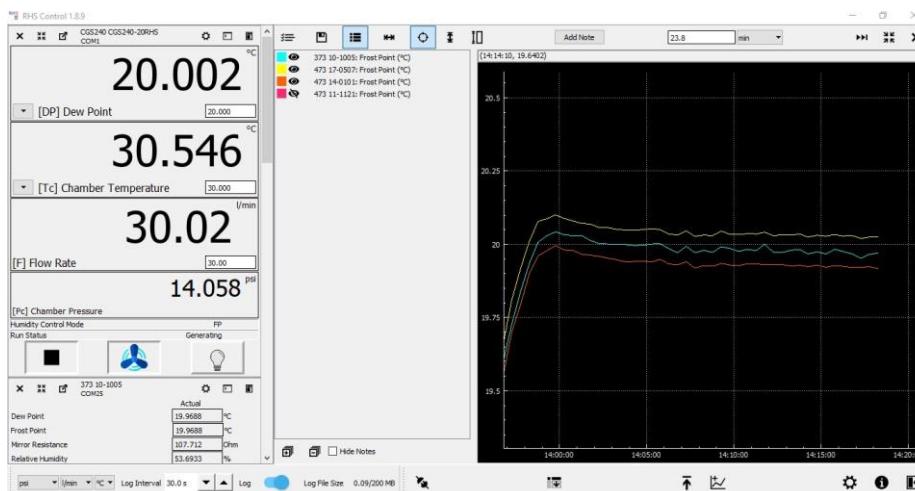 RHS Control 1.8.9
CGS240 CGS240-20RHS
COM1
°C
20.002
[DP] Dew Point
20.000
°C
30.546
[Tc] Chamber Temperature
30.000
l/min
30.02
[F] Flow Rate
30.00
psi
14.058
[Pc] Chamber Pressure
Humidity Control Mode FP
Run Status Generating
373 10-1005
COM25
Actual
Dew Point 19.9688 °C
Frost Point 19.9688 °C
Mirror Resistance 107.712 Ohm
Relative Humidity 53.6933 %
Add Note 23.8 min
373 10-1005: Frost Point (°C)
473 17-0507: Frost Point (°C)
473 14-0101: Frost Point (°C)
473 11-1121: Frost Point (°C)
Hide Notes
(14:14:10, 19.6402)
20.5
20.25
20
19.75
19.5
14:00:00 14:05:00 14:10:00 14:15:00 14:20:
psi l/min °C Log Interval 30.0 s Log Log File Size 0.09/200 MB